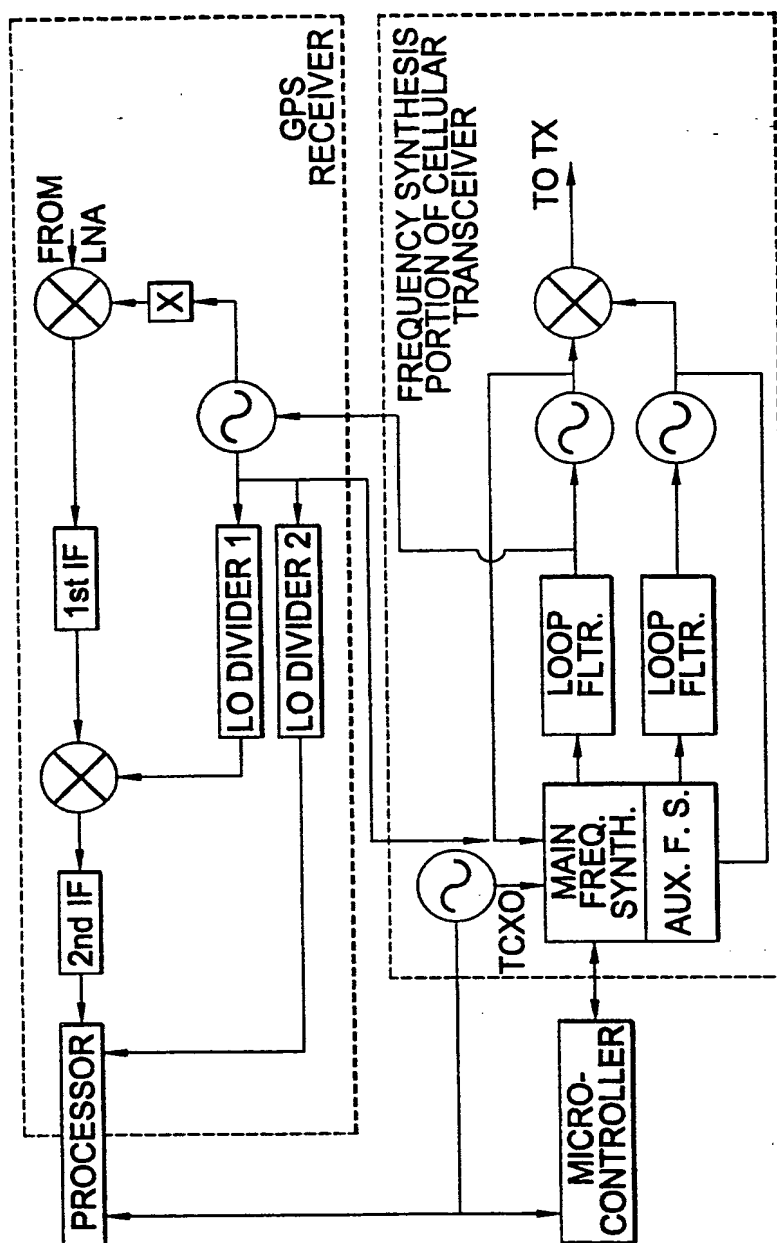 FROM
LNA
X
1st IF
2nd IF
PROCESSOR
LO DIVIDER 1
LO DIVIDER 2
GPS
RECEIVER
FREQUENCY SYNTHESIS
PORTION OF CELLULAR
TRANSCEIVER
TO TX
LOOP
FLTR.
LOOP
FLTR.
TCXO
MAIN
FREQ.
SYNTH.
AUX. F. S.
MICRO-
CONTROLLER